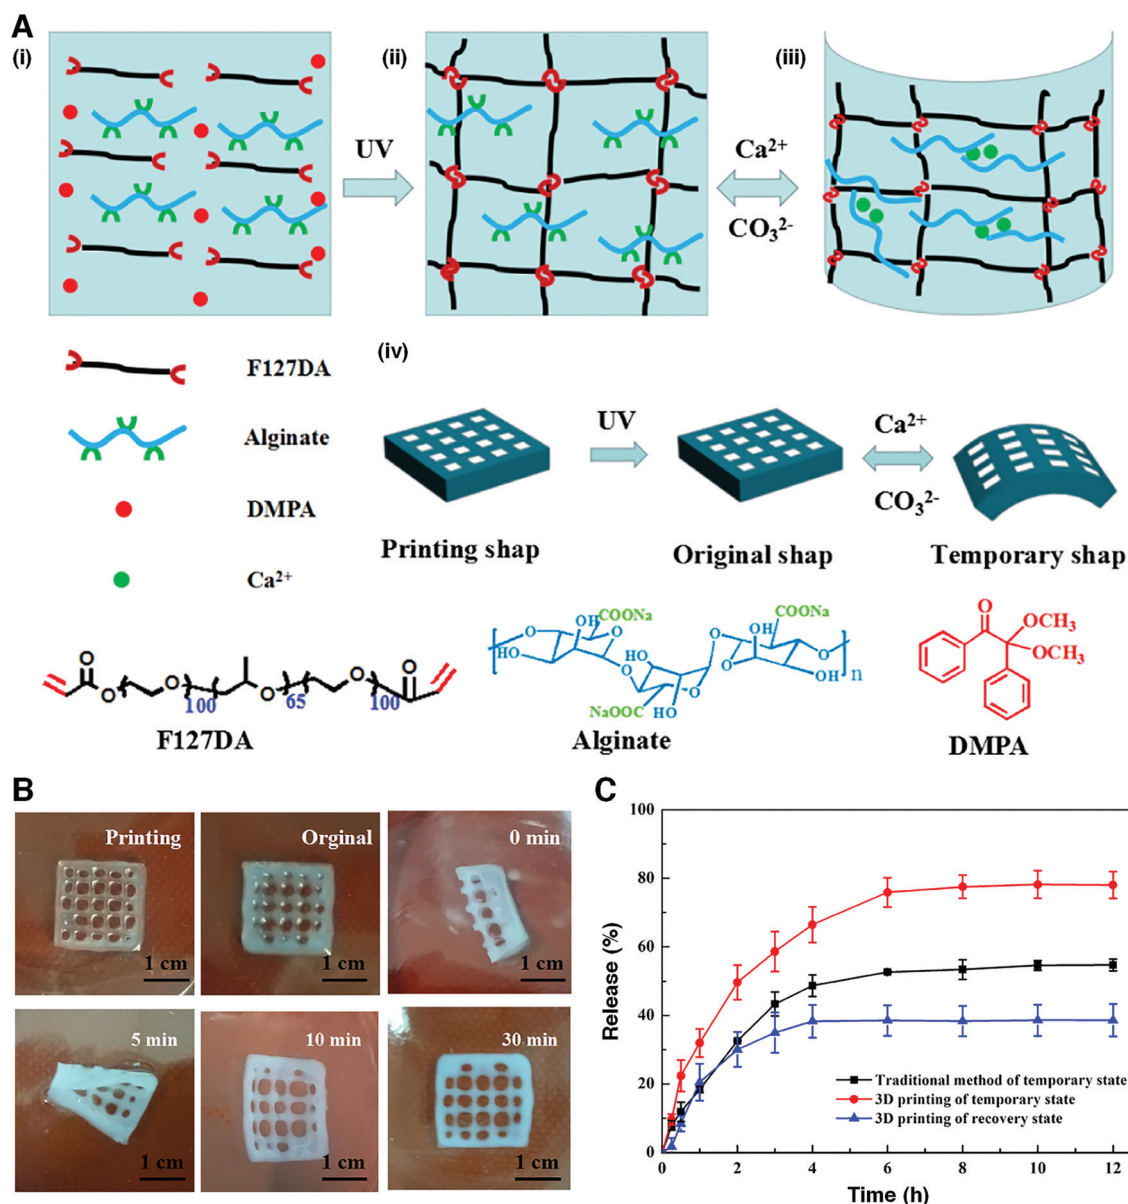 A
(i)
(ii)
(iii)
UV
Ca²⁺
CO₃²⁻
F127DA
Alginate
DMPA
Ca²⁺
(iv)
UV
Ca²⁺
CO₃²⁻
Printing shap
Original shap
Temporary shap
O
O
O
100
O
65
O
100
O
F127DA
COONa
COONa
OH
OH
O
O
O
O
O
O
HO
HO
HO
OH
HO
NaOOC
n
Alginate
O
OCH₃
OCH₃
DMPA
B
Printing
1 cm
Orginal
1 cm
0 min
1 cm
5 min
1 cm
10 min
1 cm
30 min
1 cm
C
Release (%)
100
80
60
40
20
0
0 2 4 6 8 10 12
Time (h)
Traditional method of temporary state
3D printing of temporary state
3D printing of recovery state